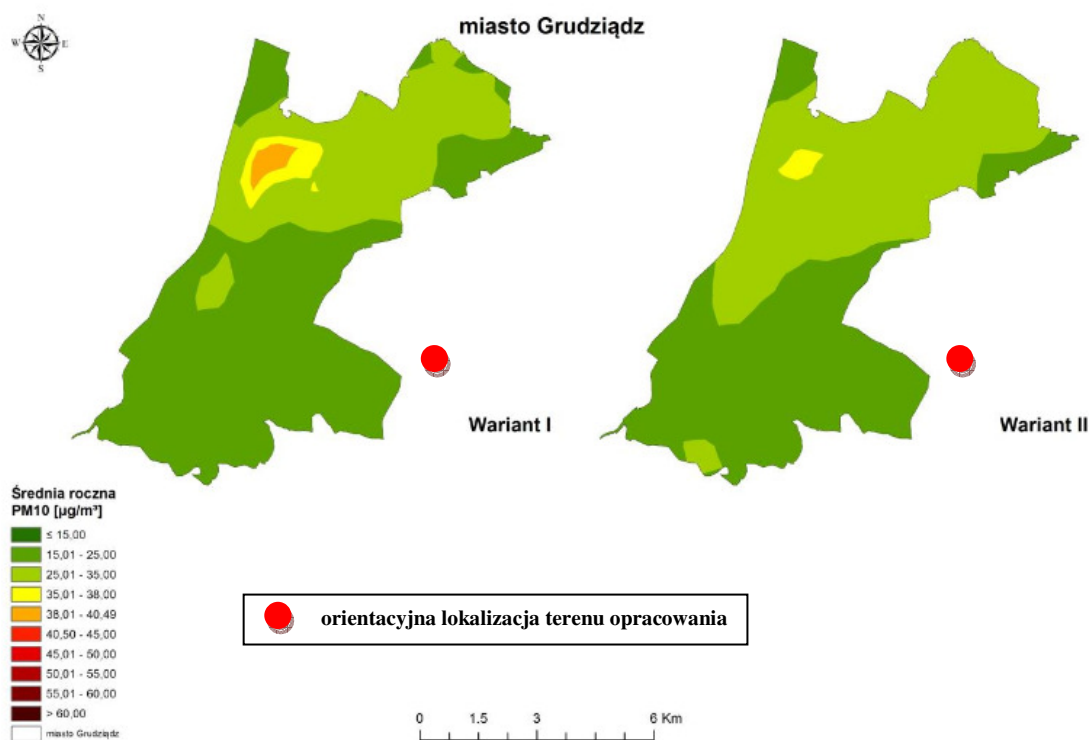 miasto Grudziądz
N
W E
S
Wariant I
Wariant II
Średnia roczna
PM10 [µg/m³]
≤ 15,00
15,01 - 25,00
25,01 - 35,00
35,01 - 38,00
38,01 - 40,49
40,50 - 45,00
45,01 - 50,00
50,01 - 55,00
55,01 - 60,00
> 60,00
miasto Grudziądz
orientacyjna lokalizacja terenu opracowania
0 1.5 3 6 Km